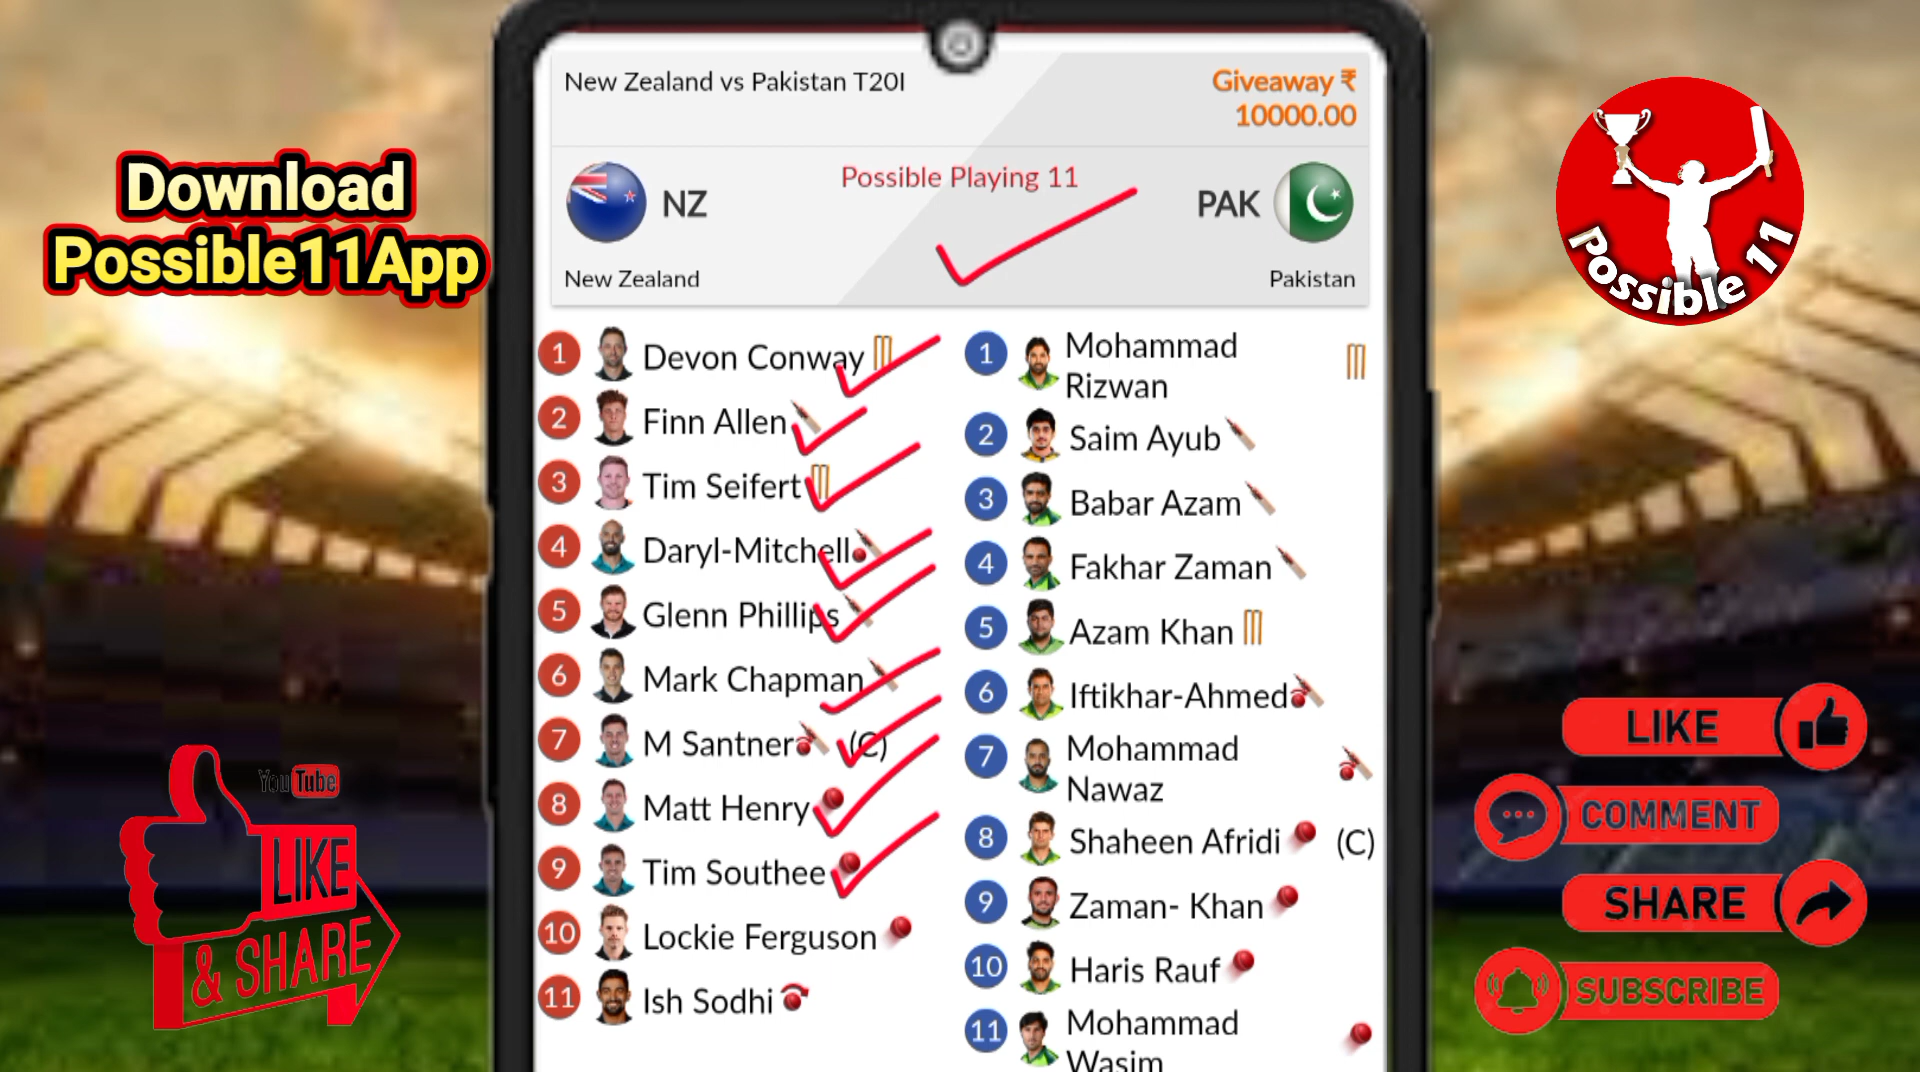 New Zealand vs Pakistan T20I
Giveaway ₹
10000.00
Possible Playing 11
NZ
PAK
New Zealand
Pakistan
Download
Possible11App
Possible 11
1 Devon Conway
2 Finn Allen
3 Tim Seifert
4 Daryl-Mitchell
5 Glenn Phillips
6 Mark Chapman
7 M Santner (C)
8 Matt Henry
9 Tim Southee
10 Lockie Ferguson
11 Ish Sodhi
1 Mohammad
Rizwan
2 Saim Ayub
3 Babar Azam
4 Fakhar Zaman
5 Azam Khan
6 Iftikhar-Ahmed
7 Mohammad
Nawaz
8 Shaheen Afridi (C)
9 Zaman- Khan
10 Haris Rauf
11 Mohammad
Wasim
YouTube
LIKE
& SHARE
LIKE
COMMENT
SHARE
SUBSCRIBE